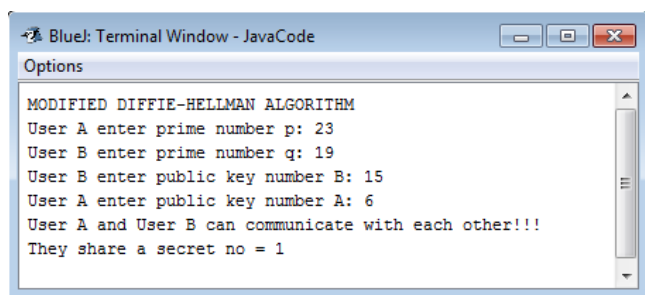 BlueJ: Terminal Window - JavaCode
Options
MODIFIED DIFFIE-HELLMAN ALGORITHM
User A enter prime number p: 23
User B enter prime number q: 19
User B enter public key number B: 15
User A enter public key number A: 6
User A and User B can communicate with each other!!!
They share a secret no = 1